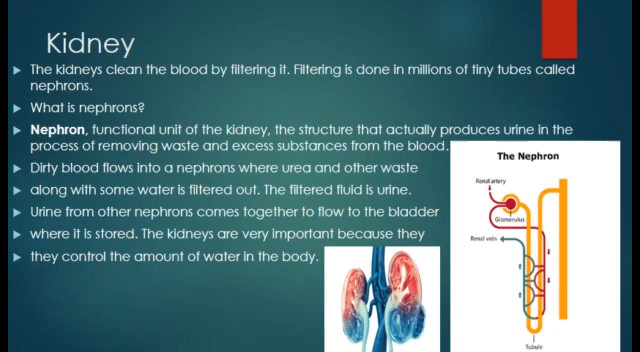 Kidney
The kidneys clean the blood by filtering it. Filtering is done in millions of tiny tubes called
nephrons.
What is nephrons?
Nephron, functional unit of the kidney, the structure that actually produces urine in the
process of removing waste and excess substances from the blood.
Dirty blood flows into a nephrons where urea and other waste
along with some water is filtered out. The filtered fluid is urine.
Urine from other nephrons comes together to flow to the bladder
where it is stored. The kidneys are very important because they
they control the amount of water in the body.
The Nephron
Renal artery
Glomerulus
Renal vein
Tubule